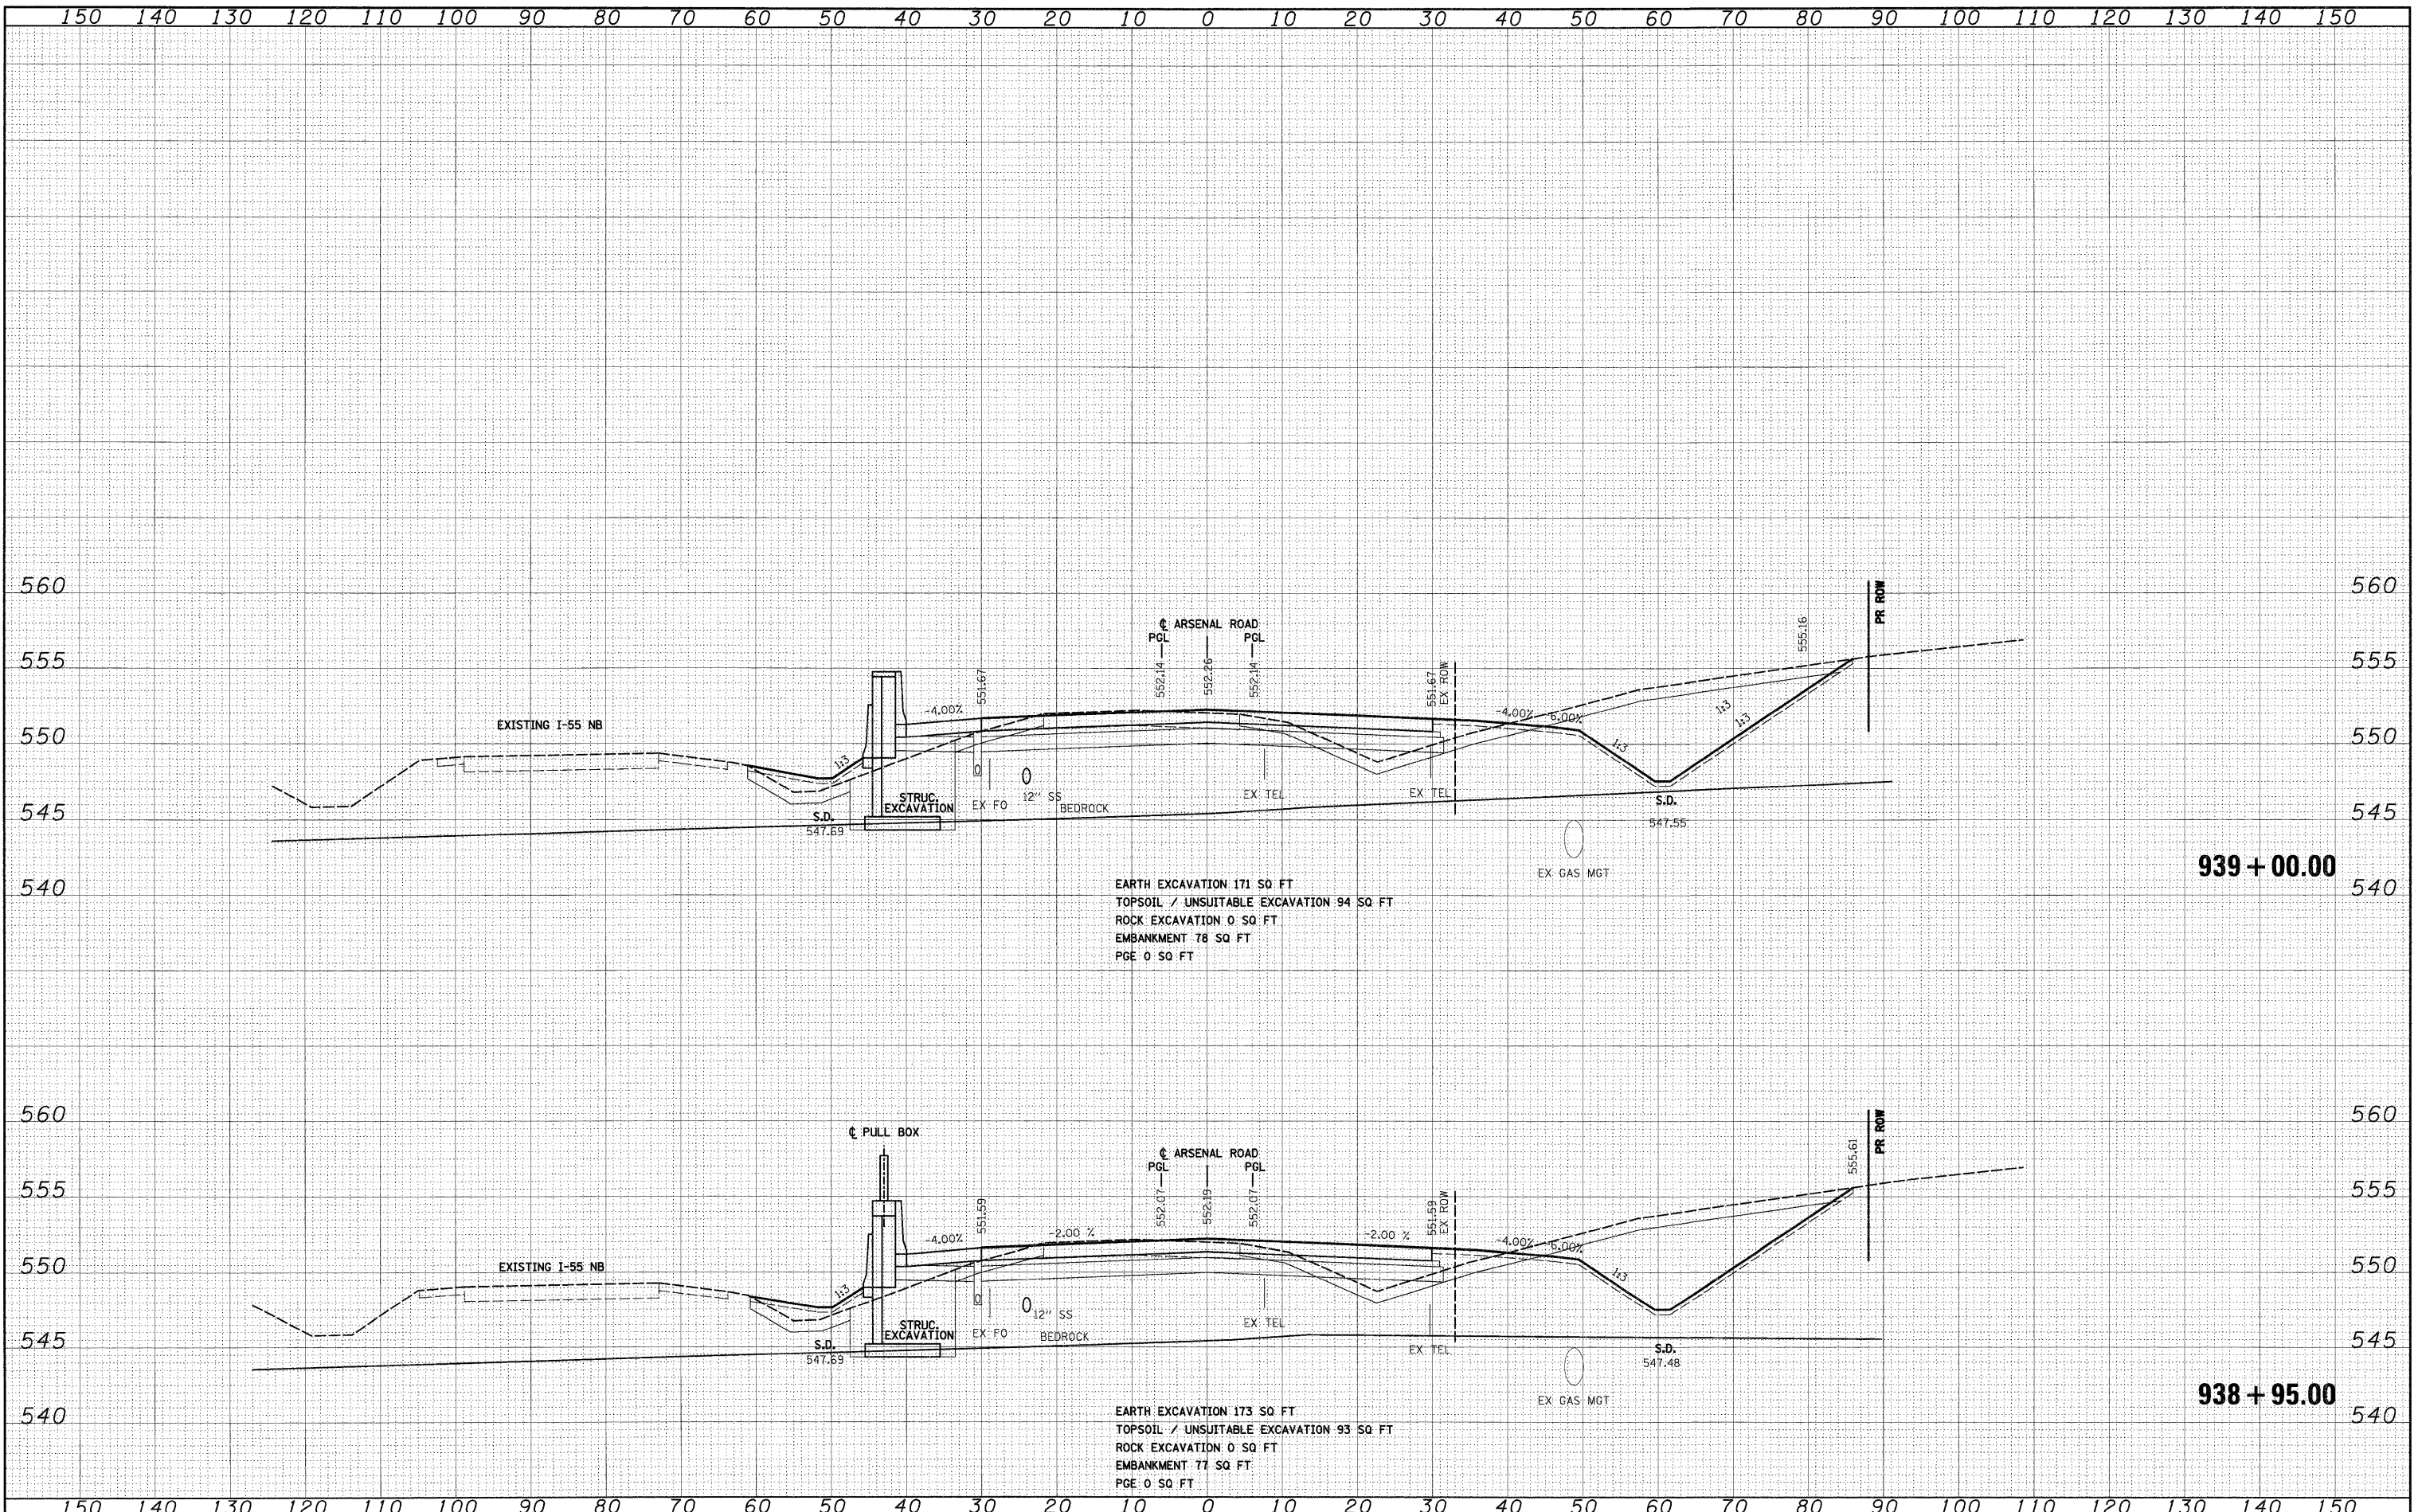 150 140 130 120 110 100 90 80 70 60 50 40 30 20 10 0 10 20 30 40 50 60 70 80 90 100 110 120 130 140 150
560 560
PR ROW
555.16
℄ ARSENAL ROAD
PGL PGL
555 555
551.67 552.14 552.26 552.14 551.67 EX ROW
-4.00% -4.00% 6.00% 1:3 1:3
EXISTING I-55 NB
550 550
1:3 1:3
0
STRUC. EXCAVATION
EX FO
12" SS
BEDROCK
EX TEL
EX TEL
S.D.
547.69
S.D.
547.55
545 545
EX GAS MGT
939 + 00.00
540 540
EARTH EXCAVATION 171 SQ FT
TOPSOIL / UNSUITABLE EXCAVATION 94 SQ FT
ROCK EXCAVATION 0 SQ FT
EMBANKMENT 78 SQ FT
PGE 0 SQ FT
560 560
PR ROW
555.61
℄ PULL BOX
℄ ARSENAL ROAD
PGL PGL
555 555
551.59 552.07 552.19 552.07 551.59 EX ROW
-4.00% -2.00 % -2.00 % -4.00% 6.00%
EXISTING I-55 NB
550 550
1:3 1:3
0
STRUC. EXCAVATION
EX FO
12" SS
BEDROCK
EX TEL
EX TEL
S.D.
547.69
S.D.
547.48
545 545
EX GAS MGT
938 + 95.00
540 540
EARTH EXCAVATION 173 SQ FT
TOPSOIL / UNSUITABLE EXCAVATION 93 SQ FT
ROCK EXCAVATION 0 SQ FT
EMBANKMENT 77 SQ FT
PGE 0 SQ FT
150 140 130 120 110 100 90 80 70 60 50 40 30 20 10 0 10 20 30 40 50 60 70 80 90 100 110 120 130 140 150